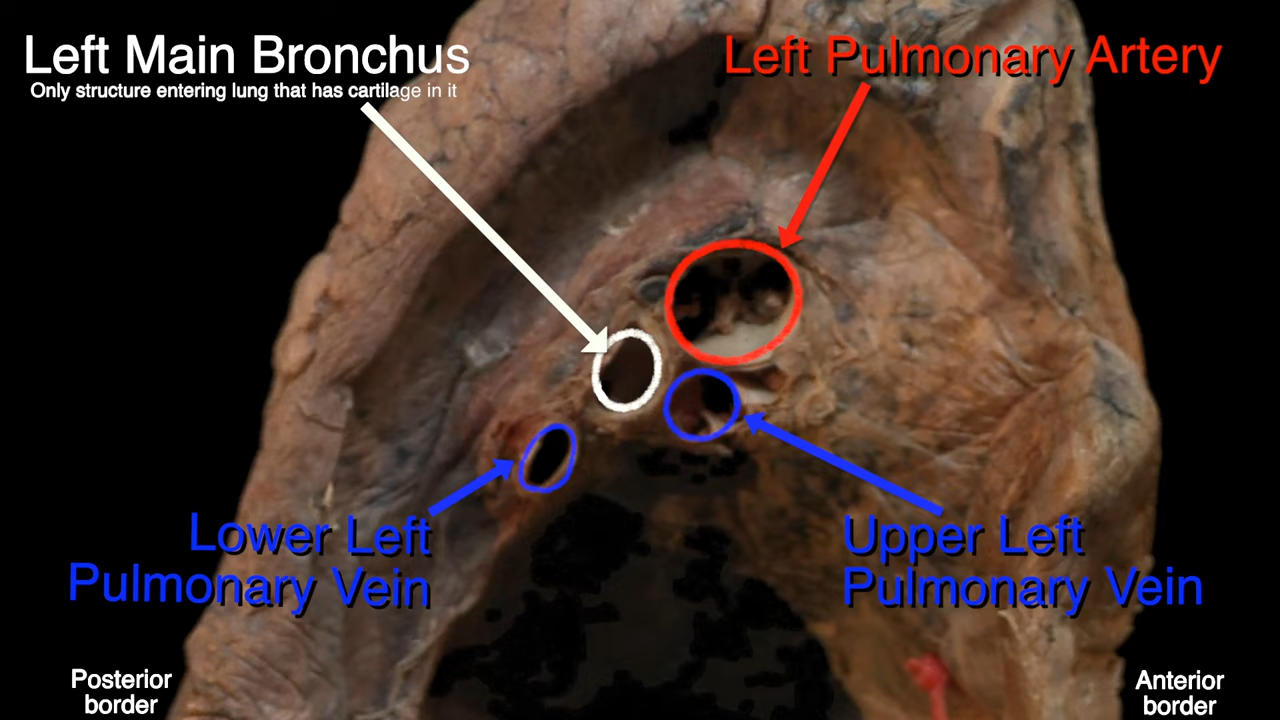 Left Main Bronchus
Only structure entering lung that has cartilage in it
Left Pulmonary Artery
Lower Left
Pulmonary Vein
Upper Left
Pulmonary Vein
Posterior
border
Anterior
border